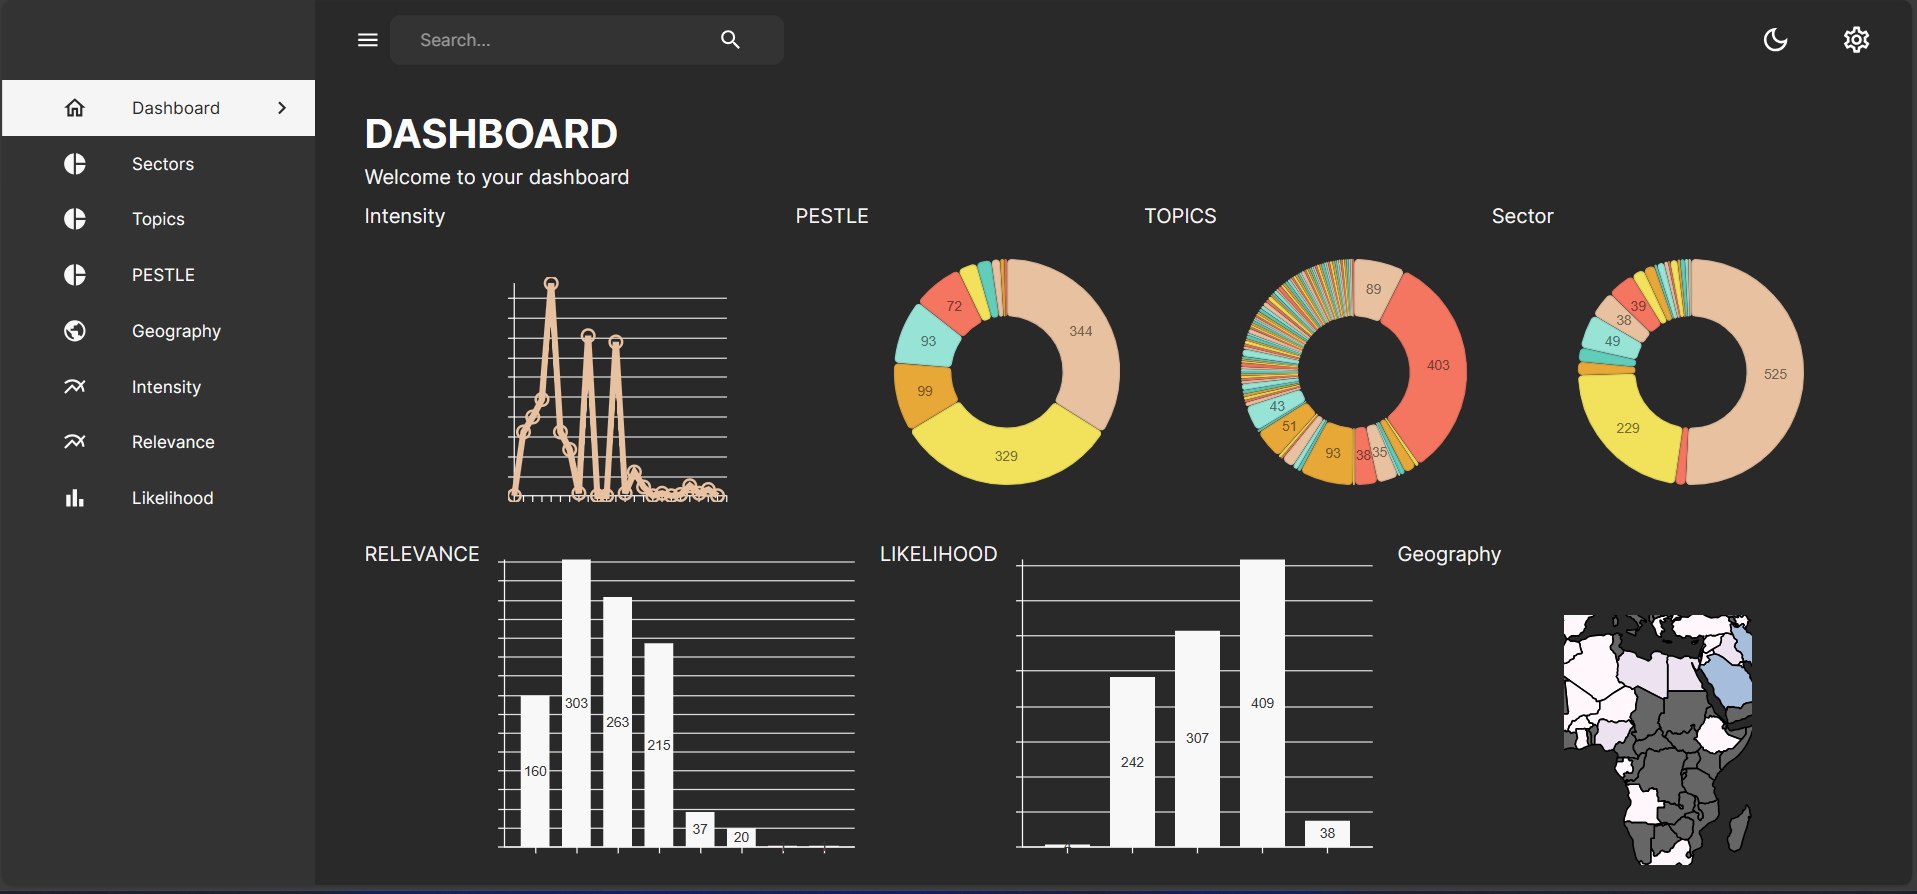 Search...
Dashboard
Sectors
Topics
PESTLE
Geography
Intensity
Relevance
Likelihood
DASHBOARD
Welcome to your dashboard
Intensity
PESTLE
344
329
99
93
72
TOPICS
89
403
35
38
93
51
43
Sector
525
229
49
38
39
RELEVANCE
160
303
263
215
37
20
LIKELIHOOD
242
307
409
38
Geography